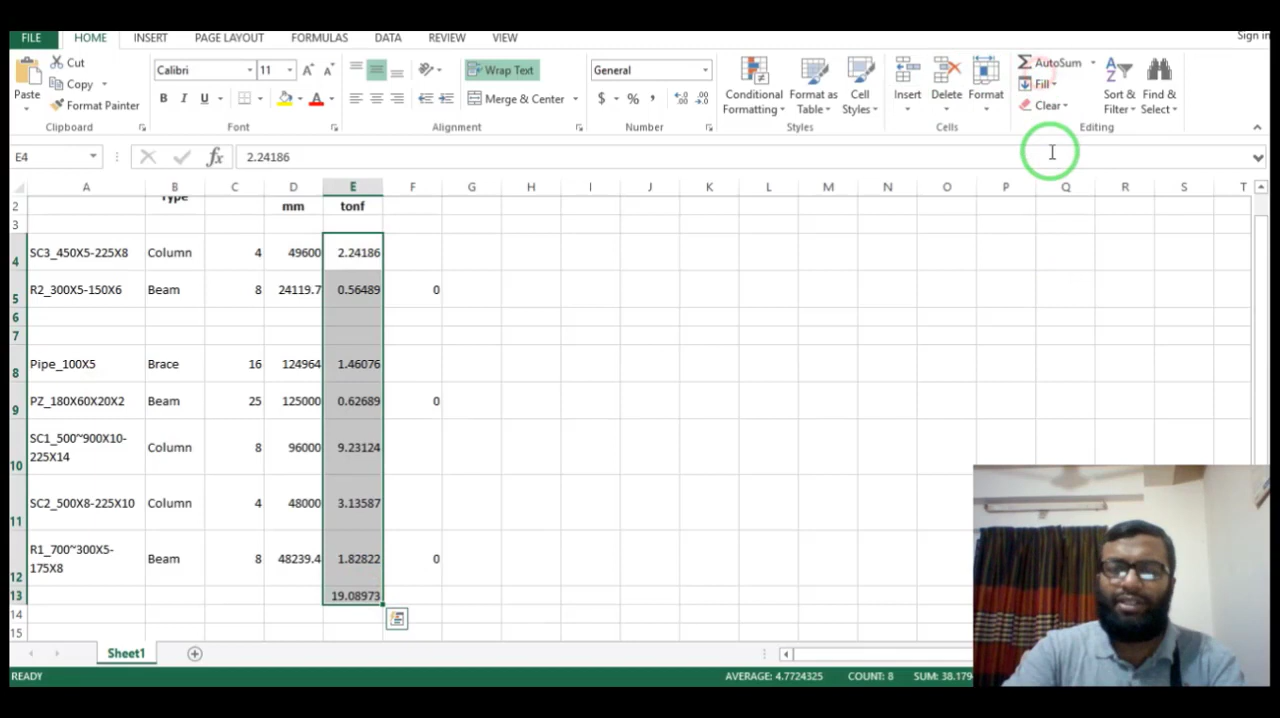 FILE HOME INSERT PAGE LAYOUT FORMULAS DATA REVIEW VIEW Sign in
Paste Cut Copy Format Painter
Calibri 11 B I U A
Wrap Text Merge & Center
General $ % ,
Conditional Formatting Format as Table Cell Styles
Insert Delete Format
AutoSum Fill Clear Sort & Filter Find & Select
Clipboard Font Alignment Number Styles Cells Editing
E4 fx 2.24186
A B C D E F G H I J K L M N O P Q R S T
Type
2 mm tonf
3
4 SC3_450X5-225X8 Column 4 49600 2.24186
5 R2_300X5-150X6 Beam 8 24119.7 0.56489 0
6
7
8 Pipe_100X5 Brace 16 124964 1.46076
9 PZ_180X60X20X2 Beam 25 125000 0.62689 0
10 SC1_500~900X10-
225X14 Column 8 96000 9.23124
11 SC2_500X8-225X10 Column 4 48000 3.13587
12 R1_700~300X5-
175X8 Beam 8 48239.4 1.82822 0
13 19.08973
14
15
Sheet1
READY AVERAGE: 4.7724325 COUNT: 8 SUM: 38.179